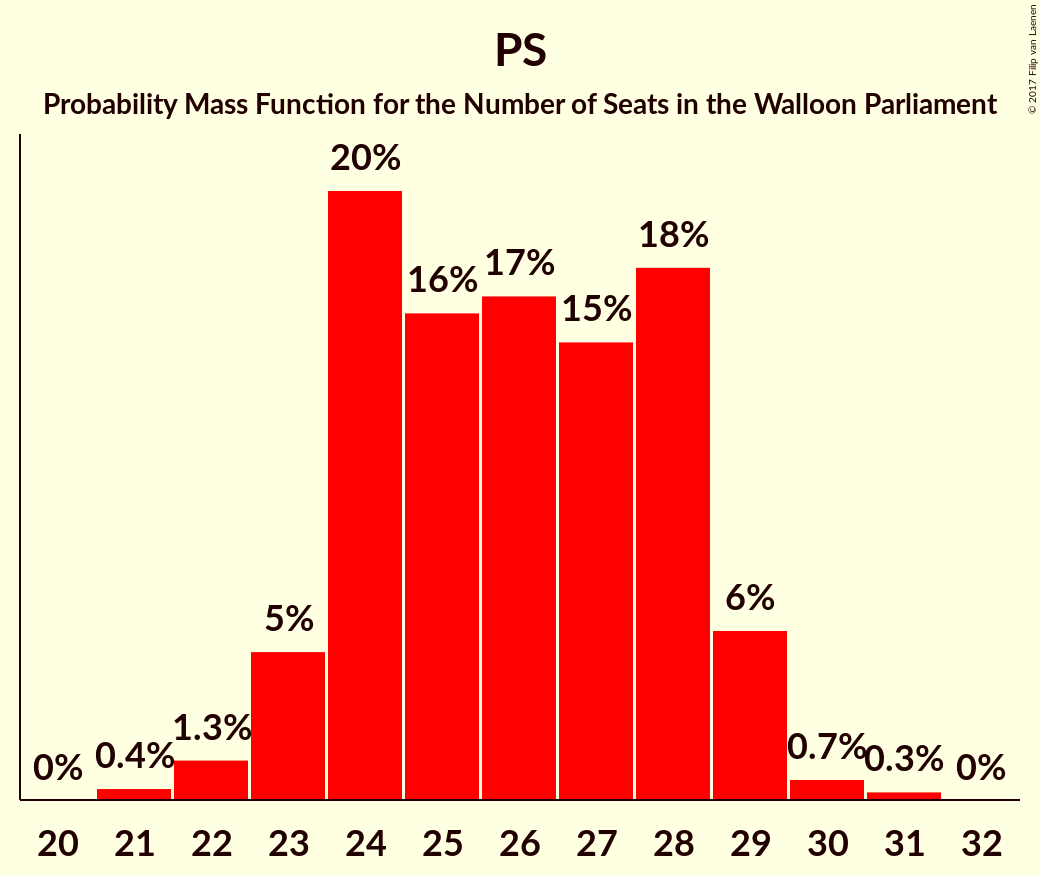 PS
Probability Mass Function for the Number of Seats in the Walloon Parliament
© 2017 Filip van Laenen
0% 0.4% 1.3% 5% 20% 16% 17% 15% 18% 6% 0.7% 0.3% 0%
20 21 22 23 24 25 26 27 28 29 30 31 32